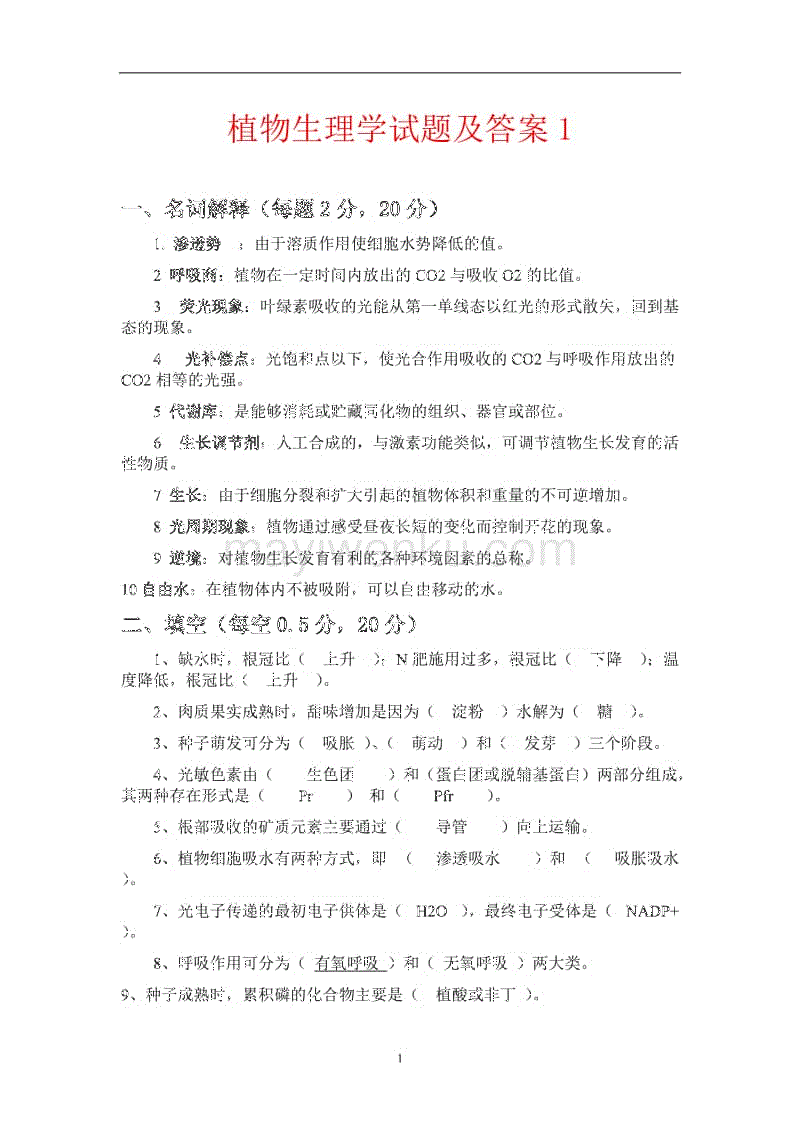 植物生理学试题及答案1
一、名词解释（每题2分，20分）
1. 渗透势 ：由于溶质作用使细胞水势降低的值。
2 呼吸商：植物在一定时间内放出的CO2与吸收O2的比值。
3 荧光现象：叶绿素吸收的光能从第一单线态以红光的形式散失，回到基
态的现象。
4 光补偿点：光饱和点以下，使光合作用吸收的CO2与呼吸作用放出的
CO2相等的光强。
5 代谢库：是能够消耗或贮藏同化物的组织、器官或部位。
6 生长调节剂：人工合成的，与激素功能类似，可调节植物生长发育的活
性物质。
7 生长：由于细胞分裂和扩大引起的植物体积和重量的不可逆增加。
8 光周期现象：植物通过感受昼夜长短的变化而控制开花的现象。
9 逆境：对植物生长发育有利的各种环境因素的总称。
mayiwenku.com
10 自由水：在植物体内不被吸附，可以自由移动的水。
二、填空（每空0.5分，20分）
1、缺水时，根冠比（ 上升 ）；N肥施用过多，根冠比（ 下降 ）；温
度降低，根冠比（ 上升 ）。
2、肉质果实成熟时，甜味增加是因为（ 淀粉 ）水解为（ 糖 ）。
3、种子萌发可分为（ 吸胀 ）、（ 萌动 ）和（ 发芽 ）三个阶段。
4、光敏色素由（ 生色团 ）和（蛋白团或脱辅基蛋白）两部分组成，
其两种存在形式是（ Pr ） 和（ Pfr ）。
5、根部吸收的矿质元素主要通过（ 导管 ）向上运输。
6、植物细胞吸水有两种方式，即 （ 渗透吸水 ）和 （ 吸胀吸水
）。
7、光电子传递的最初电子供体是（ H2O ），最终电子受体是（ NADP+
）。
8、呼吸作用可分为（ 有氧呼吸 ）和（ 无氧呼吸 ）两大类。
9、种子成熟时，累积磷的化合物主要是（ 植酸或非丁 ）。
1